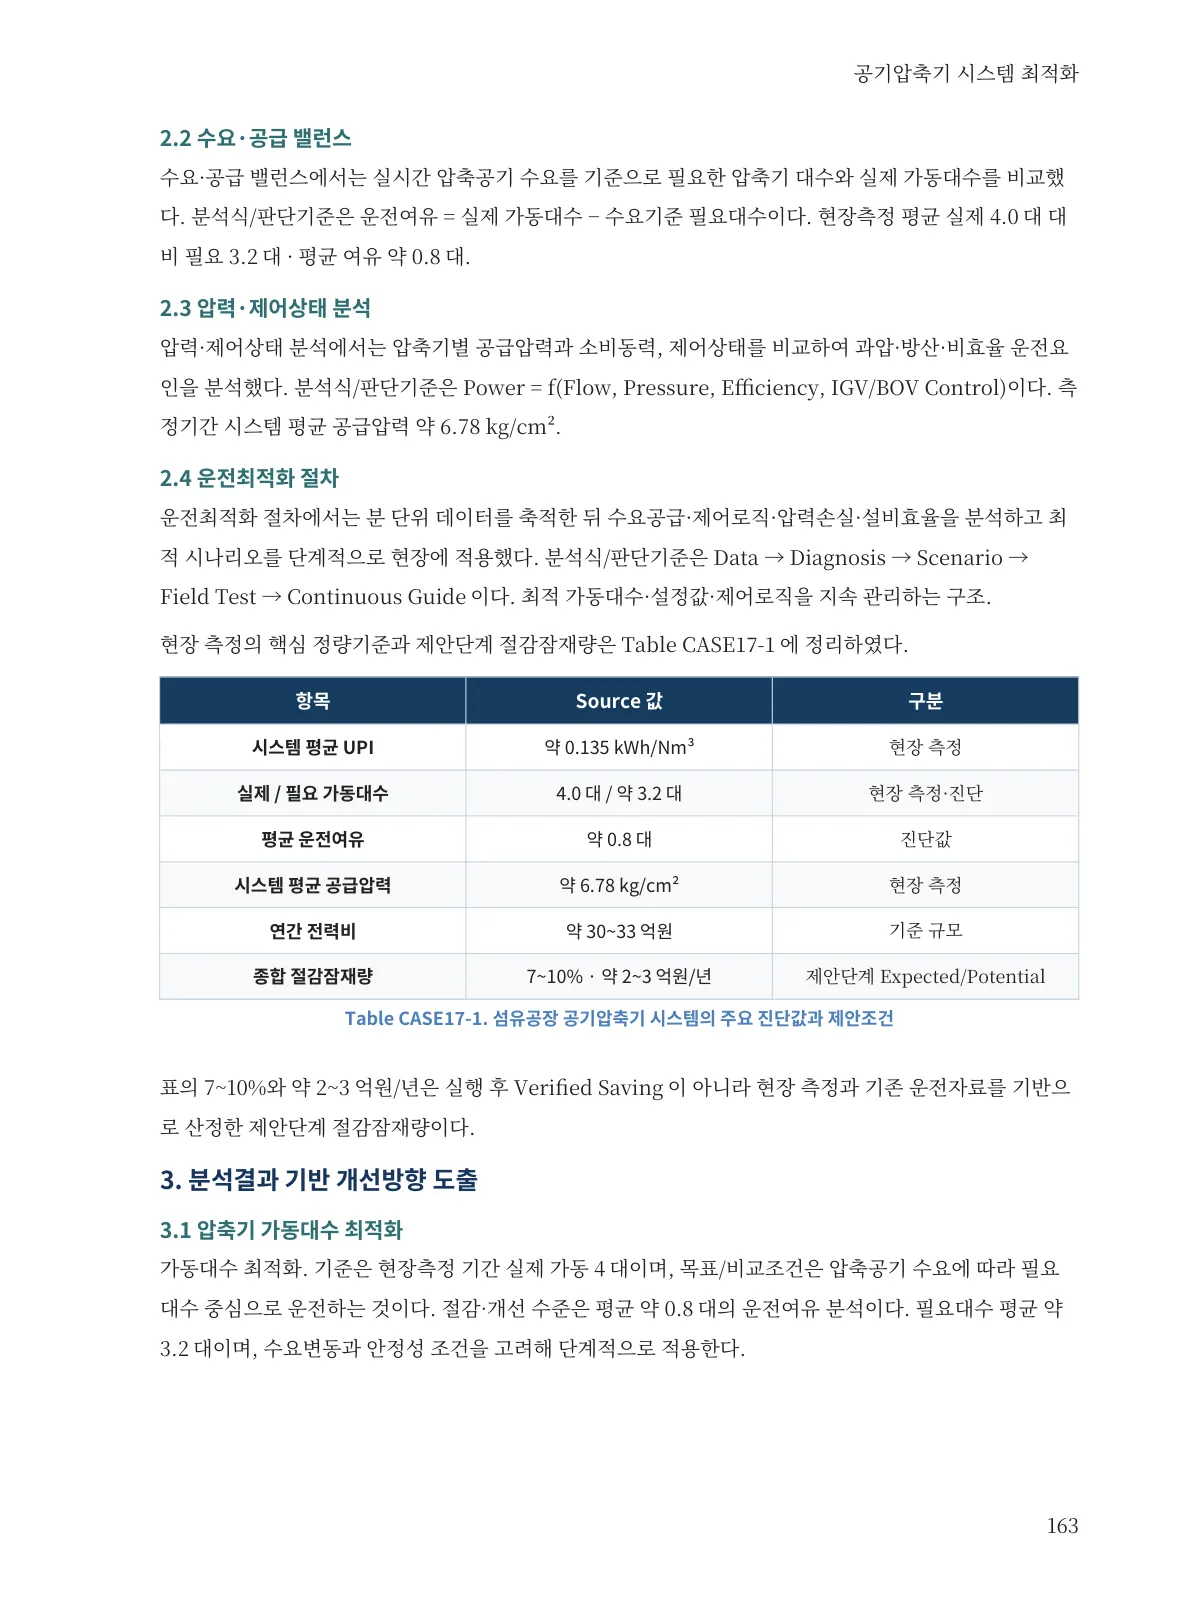 공기압축기 시스템 최적화
2.2 수요·공급 밸런스
수요·공급 밸런스에서는 실시간 압축공기 수요를 기준으로 필요한 압축기 대수와 실제 가동대수를 비교했
다. 분석식/판단기준은 운전여유 = 실제 가동대수 − 수요기준 필요대수이다. 현장측정 평균 실제 4.0 대 대
비 필요 3.2 대 · 평균 여유 약 0.8 대.
2.3 압력·제어상태 분석
압력·제어상태 분석에서는 압축기별 공급압력과 소비동력, 제어상태를 비교하여 과압·방산·비효율 운전요
인을 분석했다. 분석식/판단기준은 Power = f(Flow, Pressure, Efficiency, IGV/BOV Control)이다. 측
정기간 시스템 평균 공급압력 약 6.78 kg/cm².
2.4 운전최적화 절차
운전최적화 절차에서는 분 단위 데이터를 축적한 뒤 수요공급·제어로직·압력손실·설비효율을 분석하고 최
적 시나리오를 단계적으로 현장에 적용했다. 분석식/판단기준은 Data → Diagnosis → Scenario →
Field Test → Continuous Guide 이다. 최적 가동대수·설정값·제어로직을 지속 관리하는 구조.
현장 측정의 핵심 정량기준과 제안단계 절감잠재량은 Table CASE17-1 에 정리하였다.
항목 Source 값 구분
시스템 평균 UPI 약 0.135 kWh/Nm³ 현장 측정
실제 / 필요 가동대수 4.0 대 / 약 3.2 대 현장 측정·진단
평균 운전여유 약 0.8 대 진단값
시스템 평균 공급압력 약 6.78 kg/cm² 현장 측정
연간 전력비 약 30~33 억원 기준 규모
종합 절감잠재량 7~10% · 약 2~3 억원/년 제안단계 Expected/Potential
Table CASE17-1. 섬유공장 공기압축기 시스템의 주요 진단값과 제안조건
표의 7~10%와 약 2~3 억원/년은 실행 후 Verified Saving 이 아니라 현장 측정과 기존 운전자료를 기반으
로 산정한 제안단계 절감잠재량이다.
3. 분석결과 기반 개선방향 도출
3.1 압축기 가동대수 최적화
가동대수 최적화. 기준은 현장측정 기간 실제 가동 4 대이며, 목표/비교조건은 압축공기 수요에 따라 필요
대수 중심으로 운전하는 것이다. 절감·개선 수준은 평균 약 0.8 대의 운전여유 분석이다. 필요대수 평균 약
3.2 대이며, 수요변동과 안정성 조건을 고려해 단계적으로 적용한다.
163